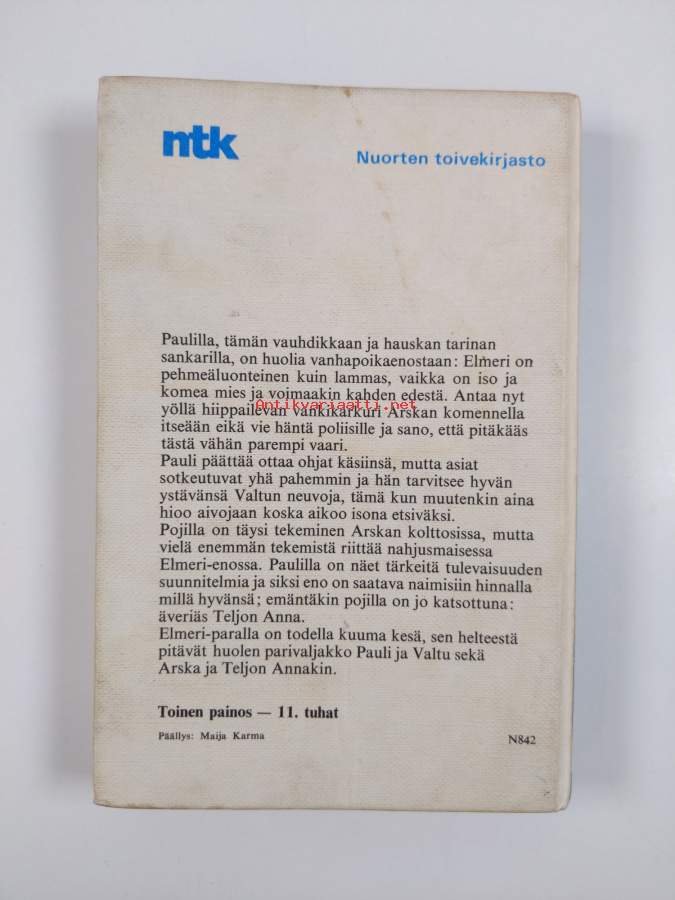 ntk
Nuorten toivekirjasto
Paulilla, tämän vauhdikkaan ja hauskan tarinan
sankarilla, on huolia vanhapoikaenostaan: Elmeri on
pehmeäluonteinen kuin lammas, vaikka on iso ja
komea mies ja voimaakin kahden edestä. Antaa nyt
Antikvariaatti.net
yöllä hiippailevan vankikarkuri Arskan komennella
itseään eikä vie häntä poliisille ja sano, että pitäkääs
tästä vähän parempi vaari.
Pauli päättää ottaa ohjat käsiinsä, mutta asiat
sotkeutuvat yhä pahemmin ja hän tarvitsee hyvän
ystävänsä Valtun neuvoja, tämä kun muutenkin aina
hioo aivojaan koska aikoo isona etsiväksi.
Pojilla on täysi tekeminen Arskan kolttosissa, mutta
vielä enemmän tekemistä riittää nahjusmaisessa
Elmeri-enossa. Paulilla on näet tärkeitä tulevaisuuden
suunnitelmia ja siksi eno on saatava naimisiin hinnalla
millä hyvänsä; emäntäkin pojilla on jo katsottuna:
äveriäs Teljon Anna.
Elmeri-paralla on todella kuuma kesä, sen helteestä
pitävät huolen parivaljakko Pauli ja Valtu sekä
Arska ja Teljon Annakin.
Toinen painos — 11. tuhat
Päällys: Maija Karma
N842